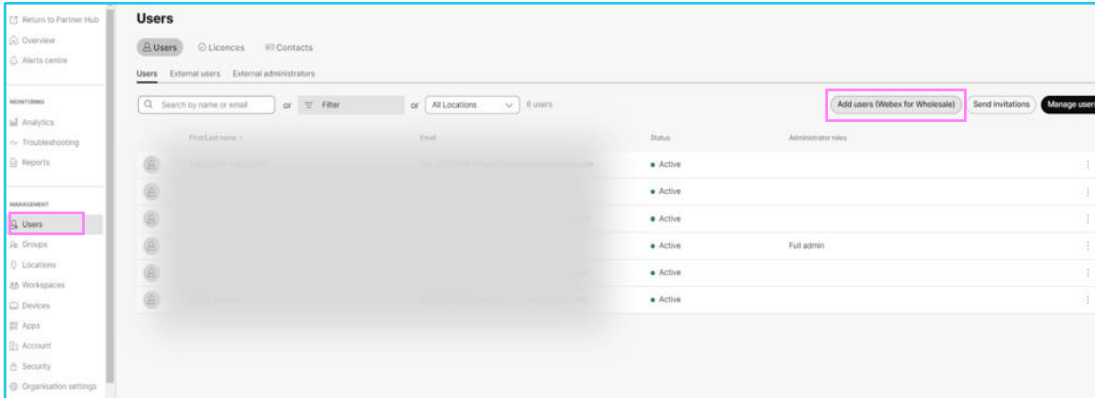 Return to Partner Hub
Overview
Alerts centre
MONITORING
Analytics
Troubleshooting
Reports
MANAGEMENT
Users
Groups
Locations
Workspaces
Devices
Apps
Account
Security
Organisation settings
Users
Users Licences Contacts
Users External users External administrators
Search by name or email or Filter or All Locations 6 users Add users (Webex for Wholesale) Send invitations Manage users
First/Last name ↑ Email Status Administrator roles
Active
Active
Active
Active Full admin
Active
Active